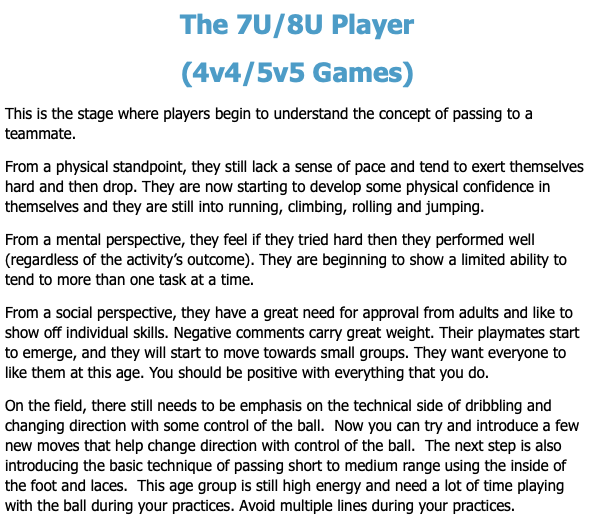 The 7U/8U Player
(4v4/5v5 Games)
This is the stage where players begin to understand the concept of passing to a
teammate.
From a physical standpoint, they still lack a sense of pace and tend to exert themselves
hard and then drop. They are now starting to develop some physical confidence in
themselves and they are still into running, climbing, rolling and jumping.
From a mental perspective, they feel if they tried hard then they performed well
(regardless of the activity’s outcome). They are beginning to show a limited ability to
tend to more than one task at a time.
From a social perspective, they have a great need for approval from adults and like to
show off individual skills. Negative comments carry great weight. Their playmates start
to emerge, and they will start to move towards small groups. They want everyone to
like them at this age. You should be positive with everything that you do.
On the field, there still needs to be emphasis on the technical side of dribbling and
changing direction with some control of the ball.  Now you can try and introduce a few
new moves that help change direction with control of the ball.  The next step is also
introducing the basic technique of passing short to medium range using the inside of
the foot and laces.  This age group is still high energy and need a lot of time playing
with the ball during your practices. Avoid multiple lines during your practices.